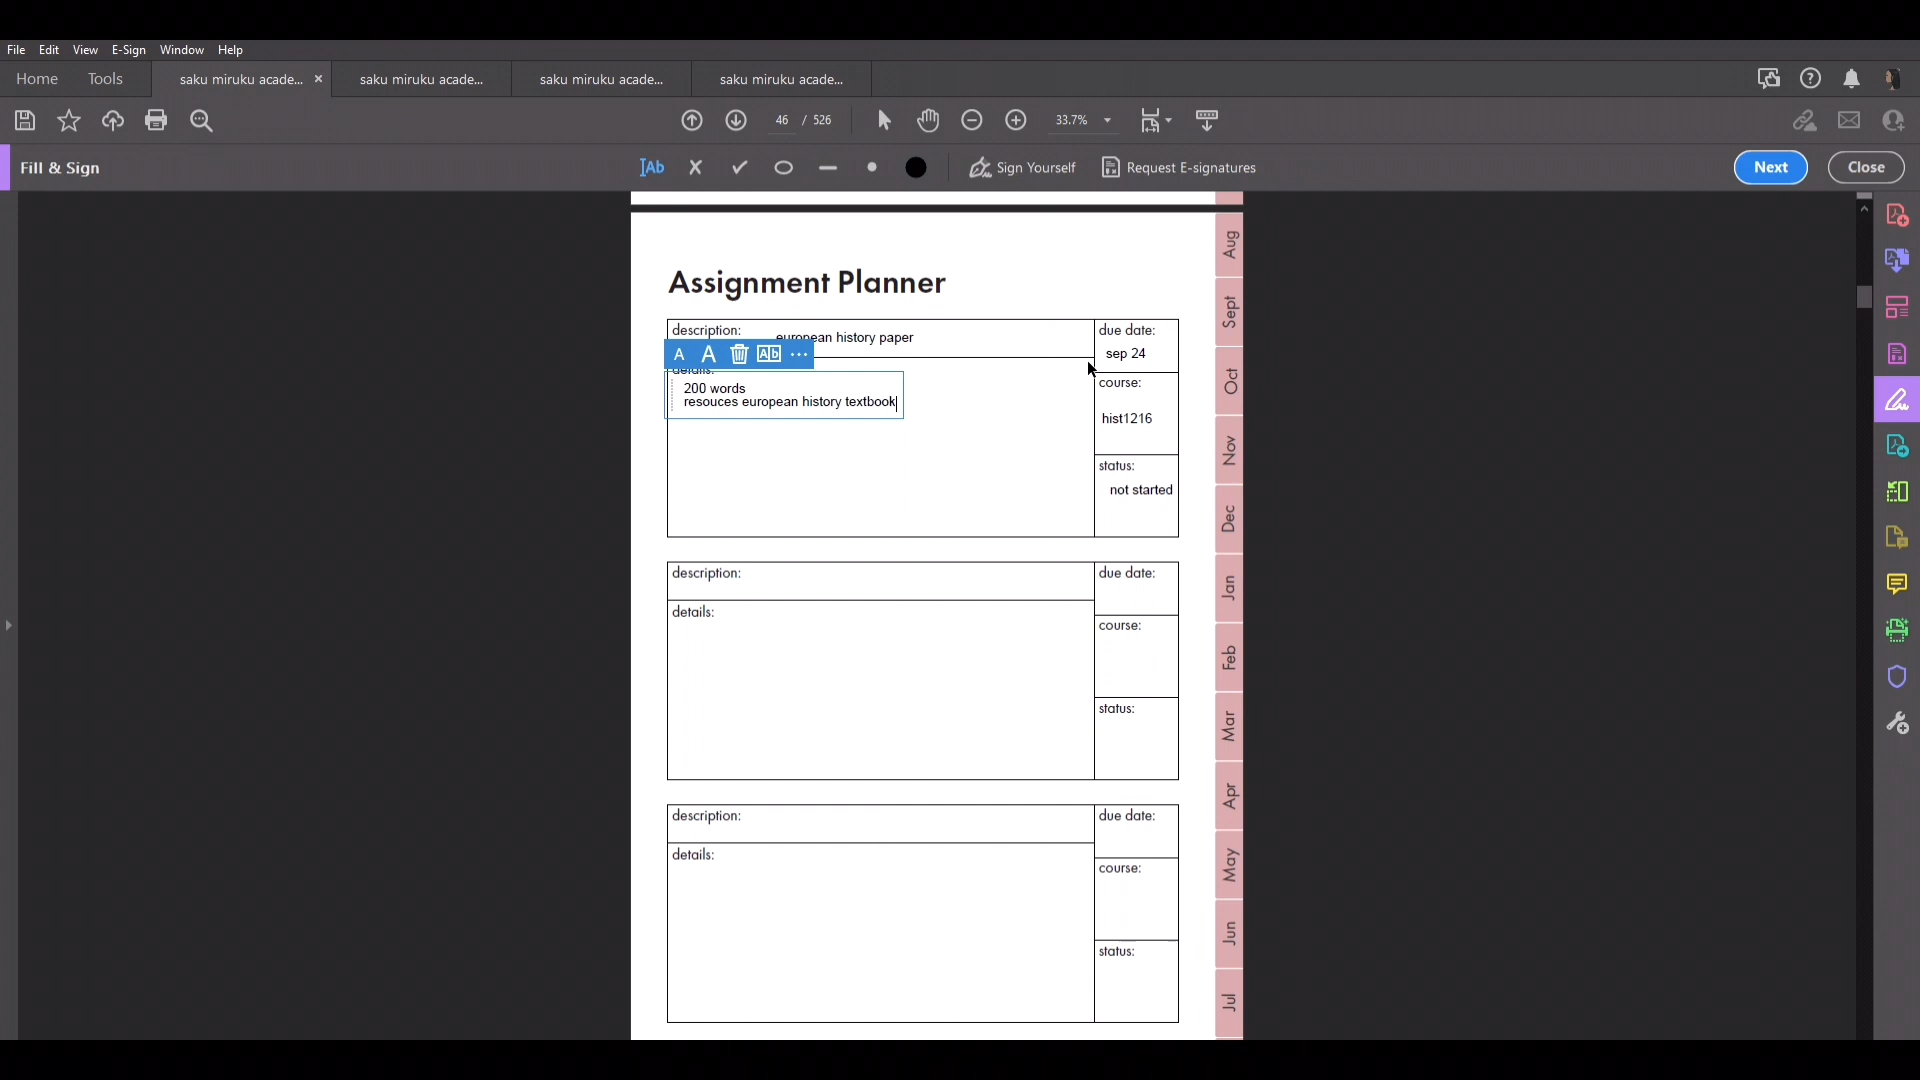 File Edit View E-Sign Window Help
Home Tools saku miruku acade... × saku miruku acade... saku miruku acade... saku miruku acade...
46 / 526 33.7%
Fill & Sign Ab Sign Yourself Request E-signatures Next Close
Assignment Planner
description: european history paper
due date:
sep 24
A A Ab ...
details:
200 words
resouces european history textbook
course:
hist1216
status:
not started
description:
due date:
details:
course:
status:
description:
due date:
details:
course:
status:
Aug
Sept
Oct
Nov
Dec
Jan
Feb
Mar
Apr
May
Jun
Jul